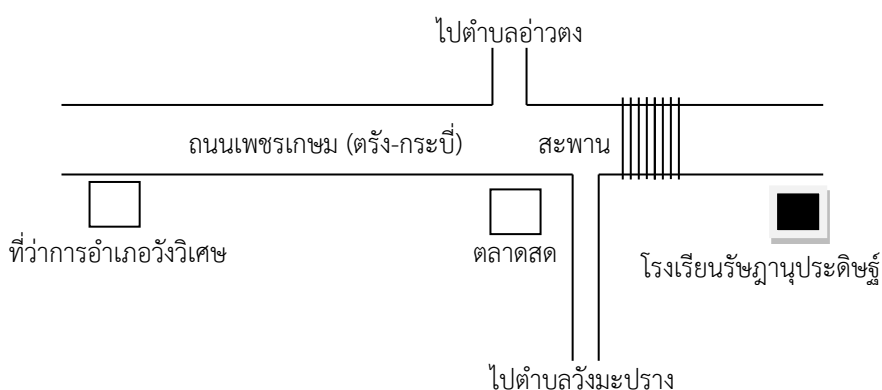 ไปตำบลอ่าวตง
ถนนเพชรเกษม (ตรัง-กระบี่)
สะพาน
ที่ว่าการอำเภอวังวิเศษ
ตลาดสด
โรงเรียนรัษฎานุประดิษฐ์
ไปตำบลวังมะปราง